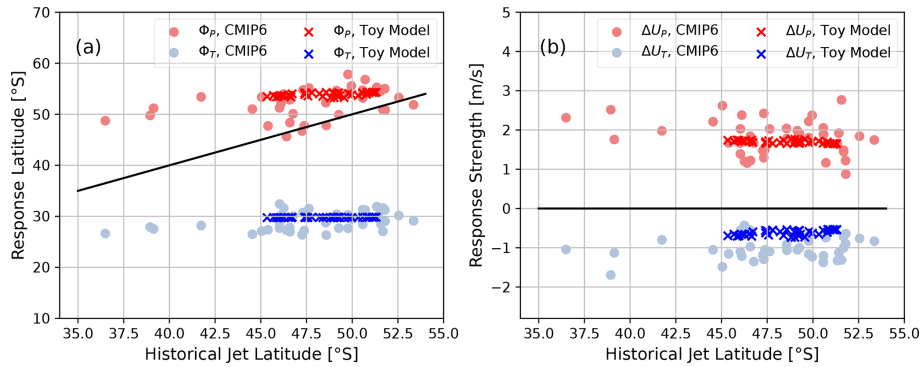 (a)
Φ_P, CMIP6
Φ_T, CMIP6
Φ_P, Toy Model
Φ_T, Toy Model
Response Latitude [°S]
70
60
50
40
30
20
10
35.0 37.5 40.0 42.5 45.0 47.5 50.0 52.5 55.0
Historical Jet Latitude [°S]
(b)
ΔU_P, CMIP6
ΔU_T, CMIP6
ΔU_P, Toy Model
ΔU_T, Toy Model
Response Strength [m/s]
5
4
3
2
1
0
−1
−2
35.0 37.5 40.0 42.5 45.0 47.5 50.0 52.5 55.0
Historical Jet Latitude [°S]